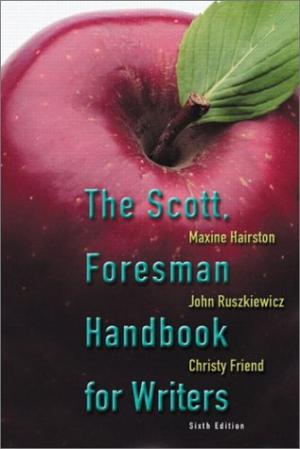 The Scott,
Maxine Hairston
Foresman
John Ruszkiewicz
Handbook
Christy Friend
for Writers
Sixth Edition